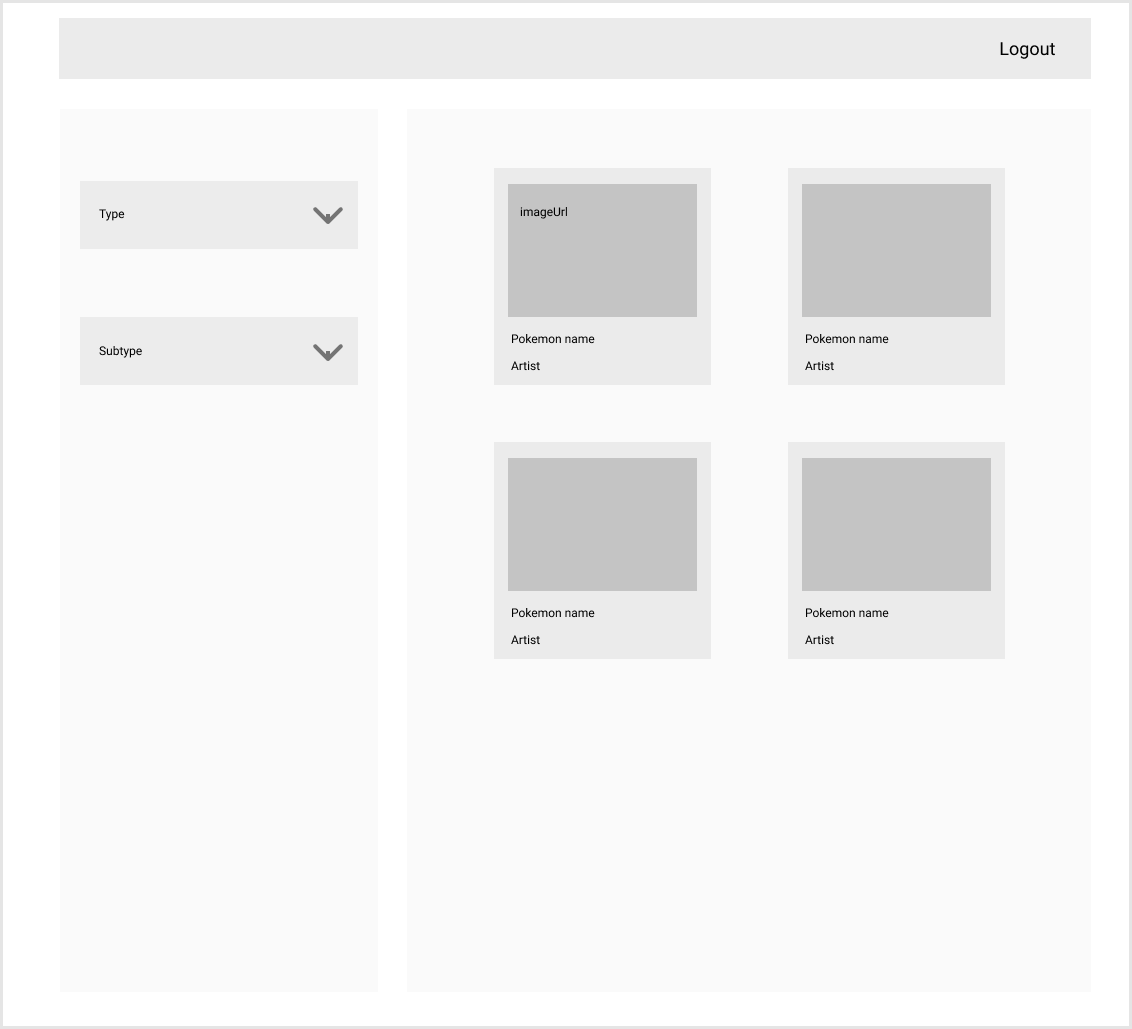 Logout
Type
Subtype
imageUrl
Pokemon name
Artist
Pokemon name
Artist
Pokemon name
Artist
Pokemon name
Artist